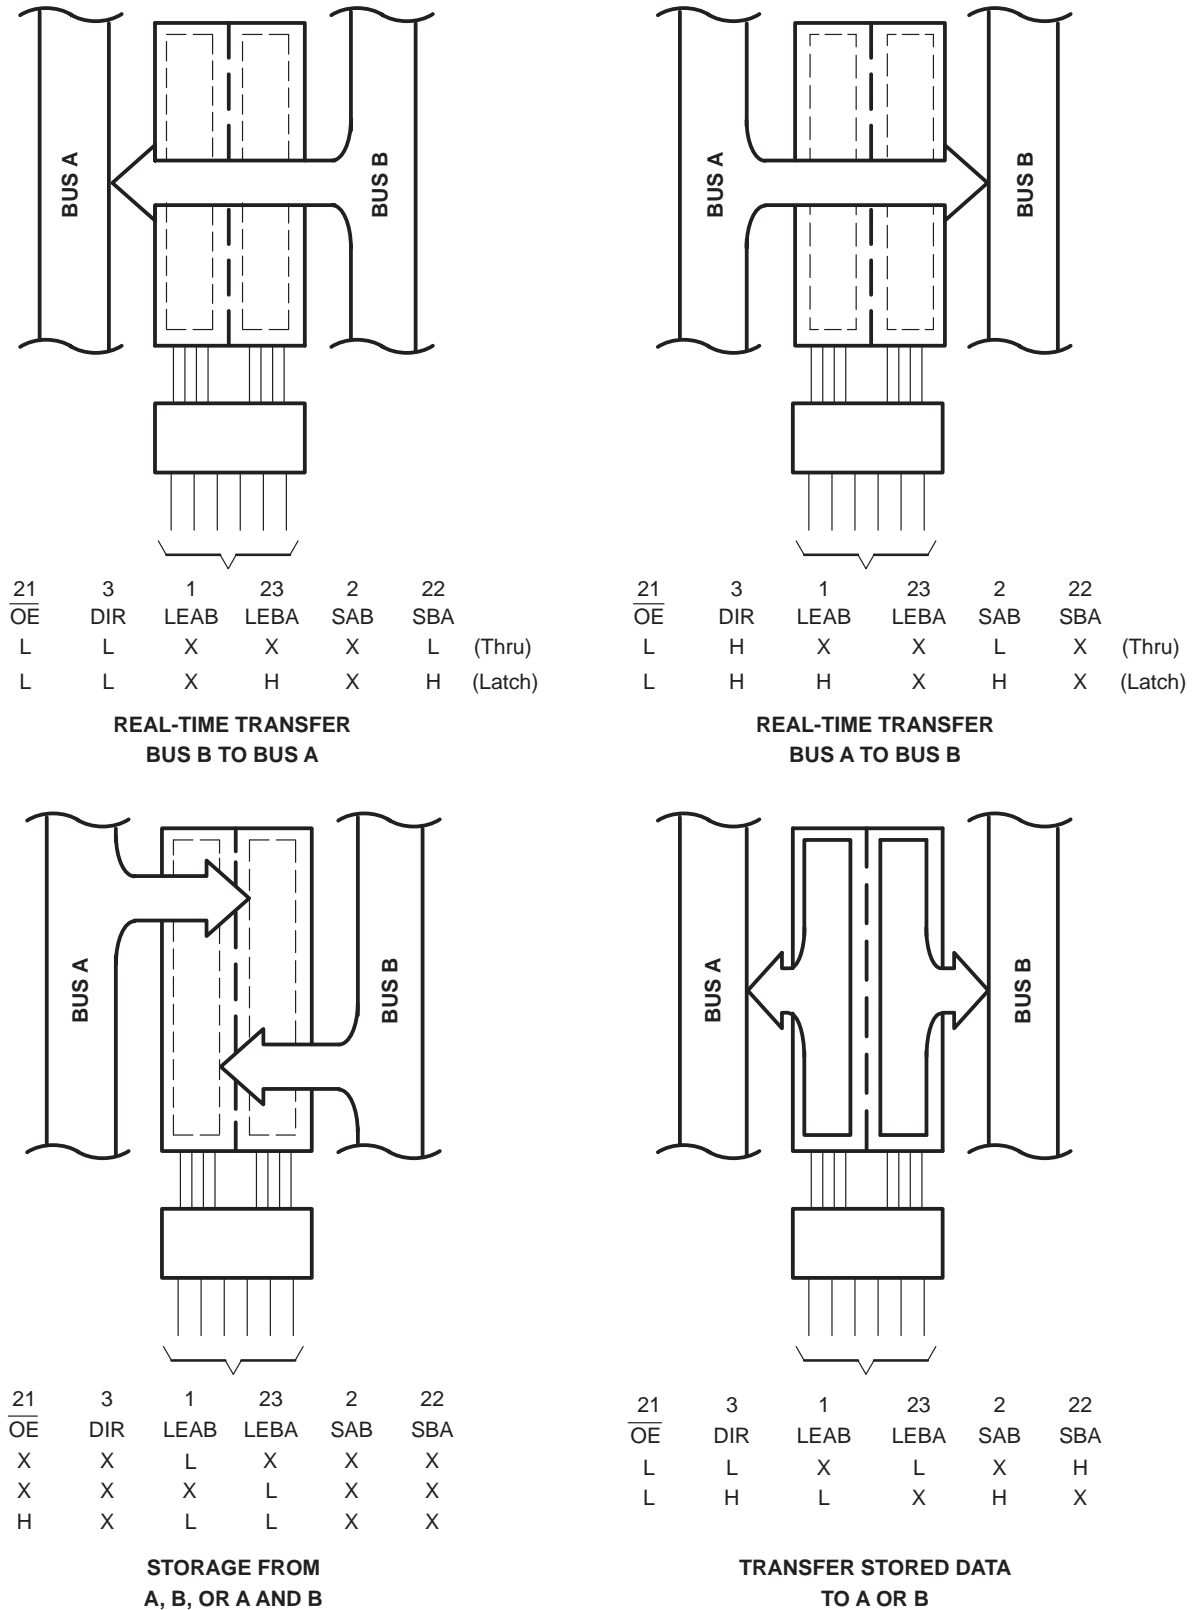 BUS A
BUS B
21 3 1 23 2 22
OE DIR LEAB LEBA SAB SBA
L L X X X L (Thru)
L L X H X H (Latch)
REAL-TIME TRANSFER
BUS B TO BUS A
BUS A
BUS B
21 3 1 23 2 22
OE DIR LEAB LEBA SAB SBA
L H X X L X (Thru)
L H H X H X (Latch)
REAL-TIME TRANSFER
BUS A TO BUS B
BUS A
BUS B
21 3 1 23 2 22
OE DIR LEAB LEBA SAB SBA
X X L X X X
X X X L X X
H X L L X X
STORAGE FROM
A, B, OR A AND B
BUS A
BUS B
21 3 1 23 2 22
OE DIR LEAB LEBA SAB SBA
L L X L X H
L H L X H X
TRANSFER STORED DATA
TO A OR B